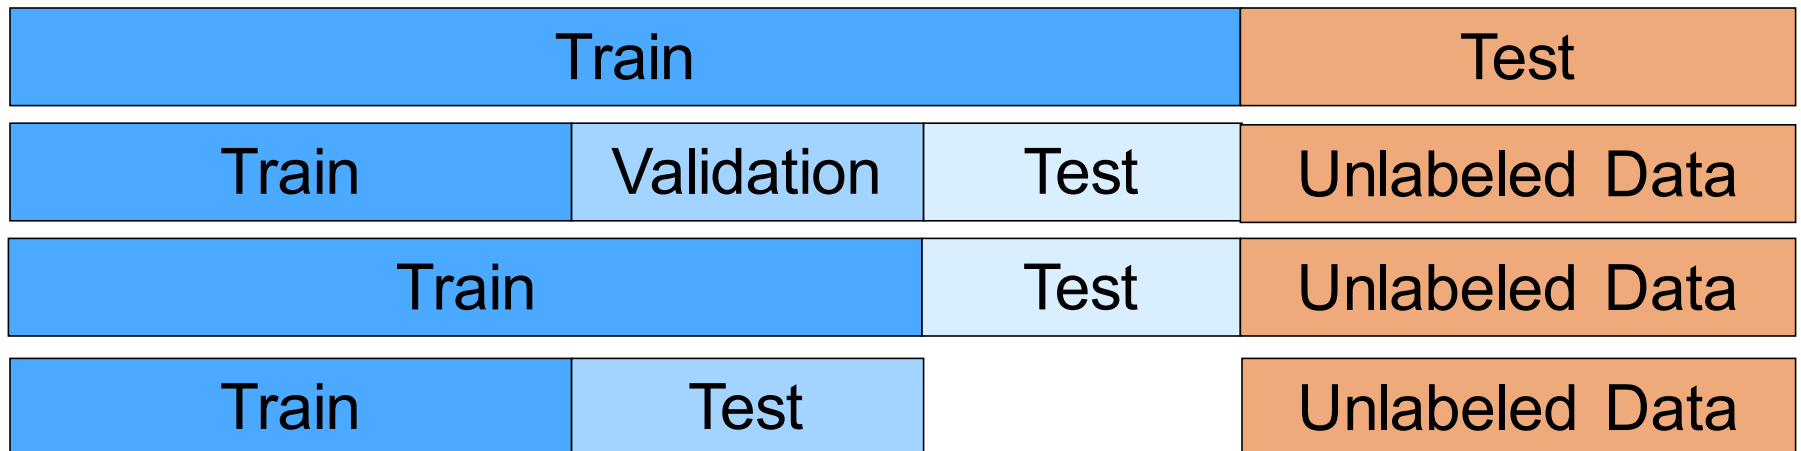 Train Test
Train Validation Test Unlabeled Data
Train Test Unlabeled Data
Train Test Unlabeled Data